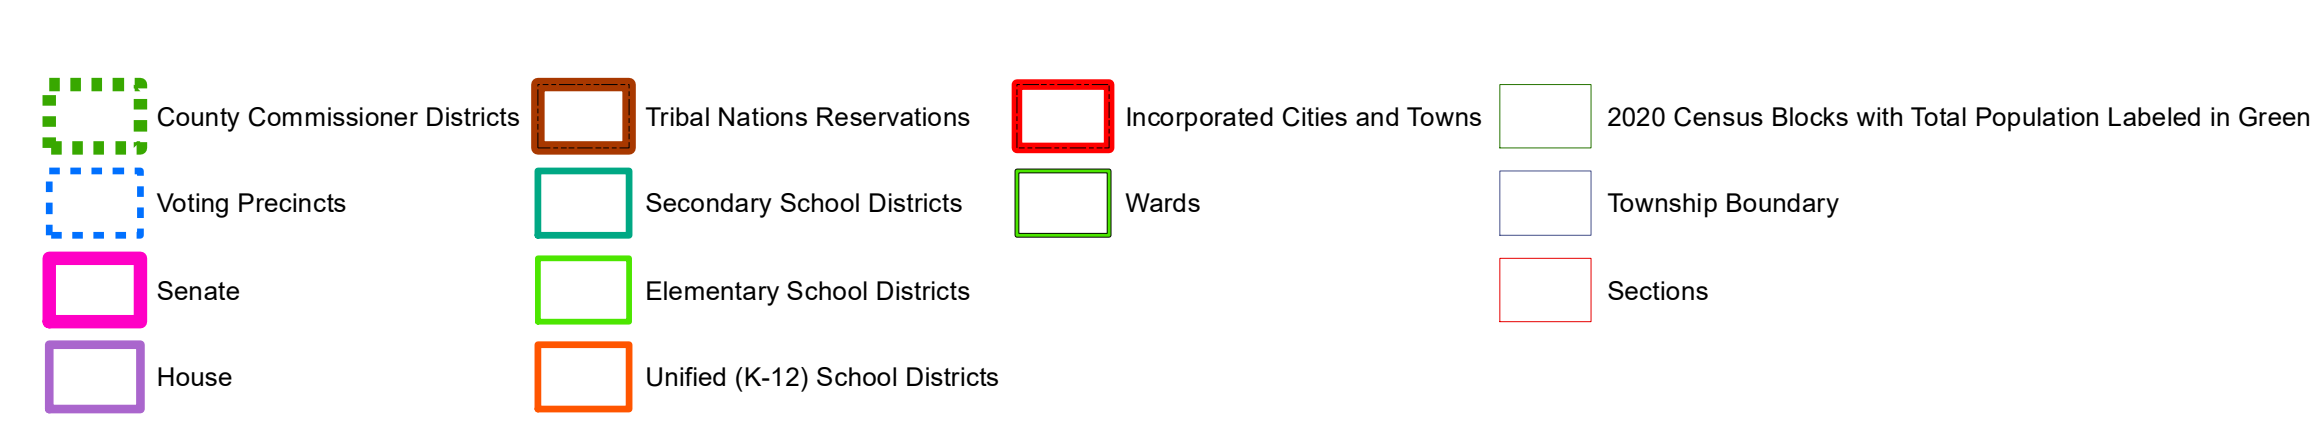 County Commissioner Districts
Voting Precincts
Senate
House
Tribal Nations Reservations
Secondary School Districts
Elementary School Districts
Unified (K-12) School Districts
Incorporated Cities and Towns
Wards
2020 Census Blocks with Total Population Labeled in Green
Township Boundary
Sections